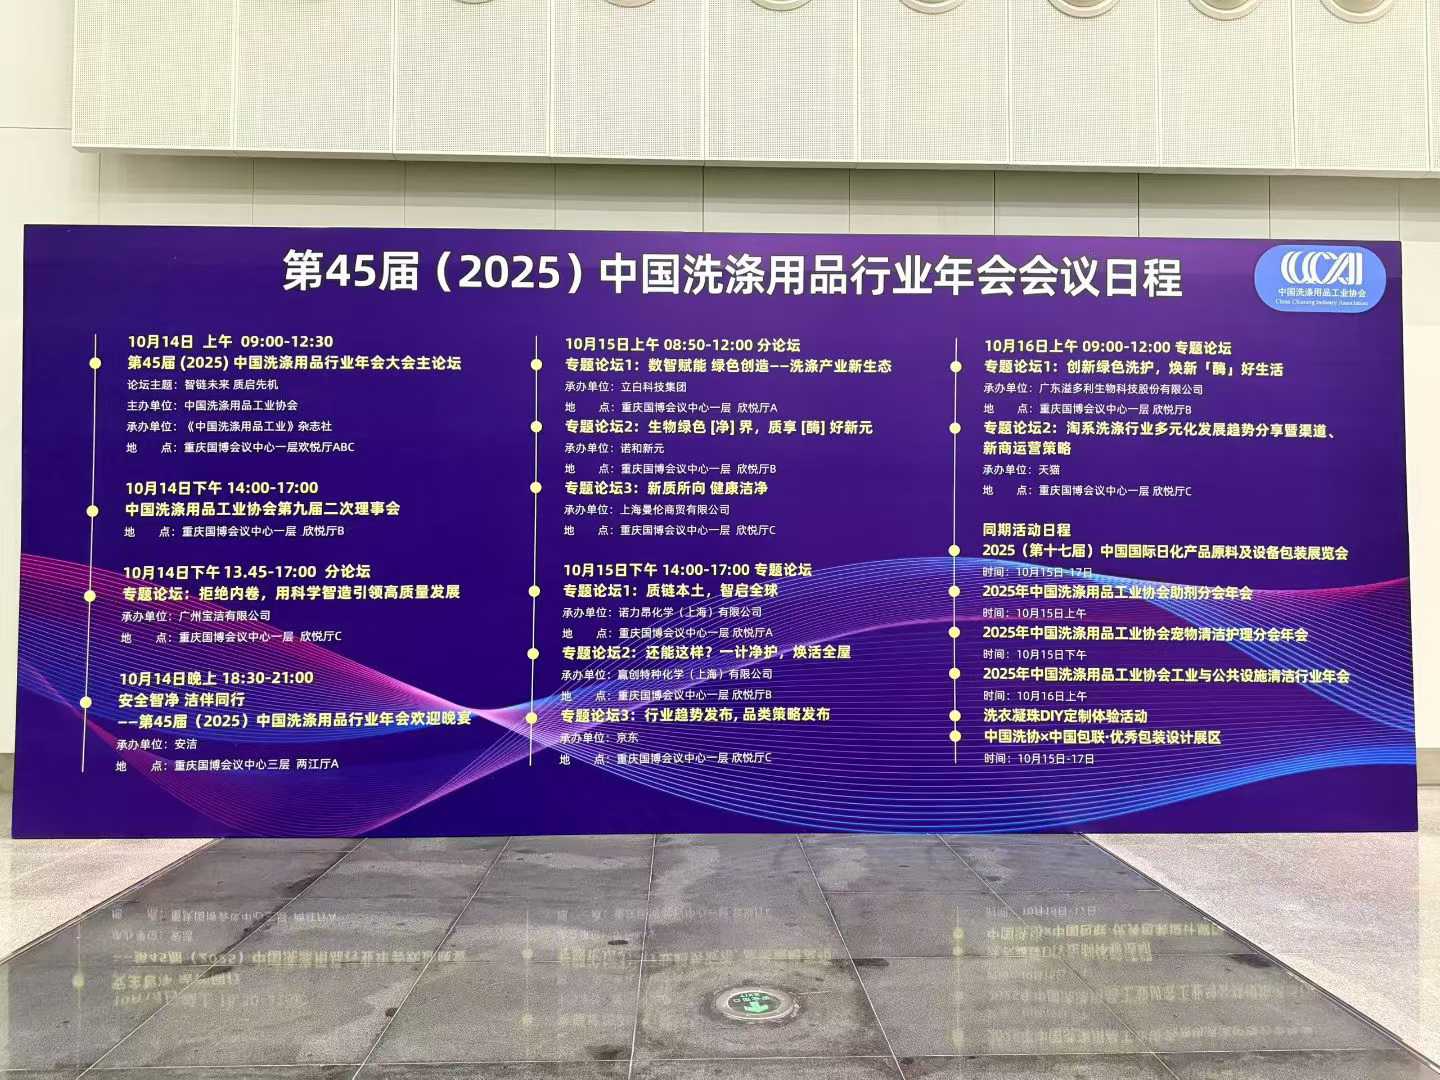 第45届（2025）中国洗涤用品行业年会会议日程
CCIA
中国洗涤用品工业协会
China Cleaning Industry Association
10月14日 上午 09:00-12:30
第45届 (2025) 中国洗涤用品行业年会大会主论坛
论坛主题：智链未来 质启先机
主办单位：中国洗涤用品工业协会
承办单位：《中国洗涤用品工业》杂志社
地 点：重庆国博会议中心一层欢悦厅ABC
10月14日下午 14:00-17:00
中国洗涤用品工业协会第九届二次理事会
地 点：重庆国博会议中心一层 欣悦厅B
10月14日下午 13.45-17:00 分论坛
专题论坛：拒绝内卷，用科学智造引领高质量发展
承办单位：广州宝洁有限公司
地 点：重庆国博会议中心一层 欣悦厅C
10月14日晚上 18:30-21:00
安全智净 洁伴同行
——第45届（2025）中国洗涤用品行业年会欢迎晚宴
承办单位：安洁
地 点：重庆国博会议中心三层 两江厅A
10月15日上午 08:50-12:00 分论坛
专题论坛1：数智赋能 绿色创造——洗涤产业新生态
承办单位：立白科技集团
地 点：重庆国博会议中心一层 欣悦厅A
专题论坛2：生物绿色 [净] 界，质享 [酶] 好新元
承办单位：诺和新元
地 点：重庆国博会议中心一层 欣悦厅B
专题论坛3：新质所向 健康洁净
承办单位：上海曼伦商贸有限公司
地 点：重庆国博会议中心一层 欣悦厅C
10月15日下午 14:00-17:00 专题论坛
专题论坛1：质链本土，智启全球
承办单位：诺力昂化学（上海）有限公司
地 点：重庆国博会议中心一层 欣悦厅A
专题论坛2：还能这样？一计净护，焕活全屋
承办单位：赢创特种化学（上海）有限公司
地 点：重庆国博会议中心一层 欣悦厅B
专题论坛3：行业趋势发布, 品类策略发布
承办单位：京东
地 点：重庆国博会议中心一层 欣悦厅C
10月16日上午 09:00-12:00 专题论坛
专题论坛1：创新绿色洗护，焕新「酶」好生活
承办单位：广东溢多利生物科技股份有限公司
地 点：重庆国博会议中心一层 欣悦厅B
专题论坛2：淘系洗涤行业多元化发展趋势分享暨渠道、
新商运营策略
承办单位：天猫
地 点：重庆国博会议中心一层 欣悦厅C
同期活动日程
2025（第十七届）中国国际日化产品原料及设备包装展览会
时间：10月15日-17日
2025年中国洗涤用品工业协会助剂分会年会
时间：10月15日上午
2025年中国洗涤用品工业协会宠物清洁护理分会年会
时间：10月15日下午
2025年中国洗涤用品工业协会工业与公共设施清洁行业年会
时间：10月16日上午
洗衣凝珠DIY定制体验活动
中国洗协×中国包联·优秀包装设计展区
时间：10月15日-17日